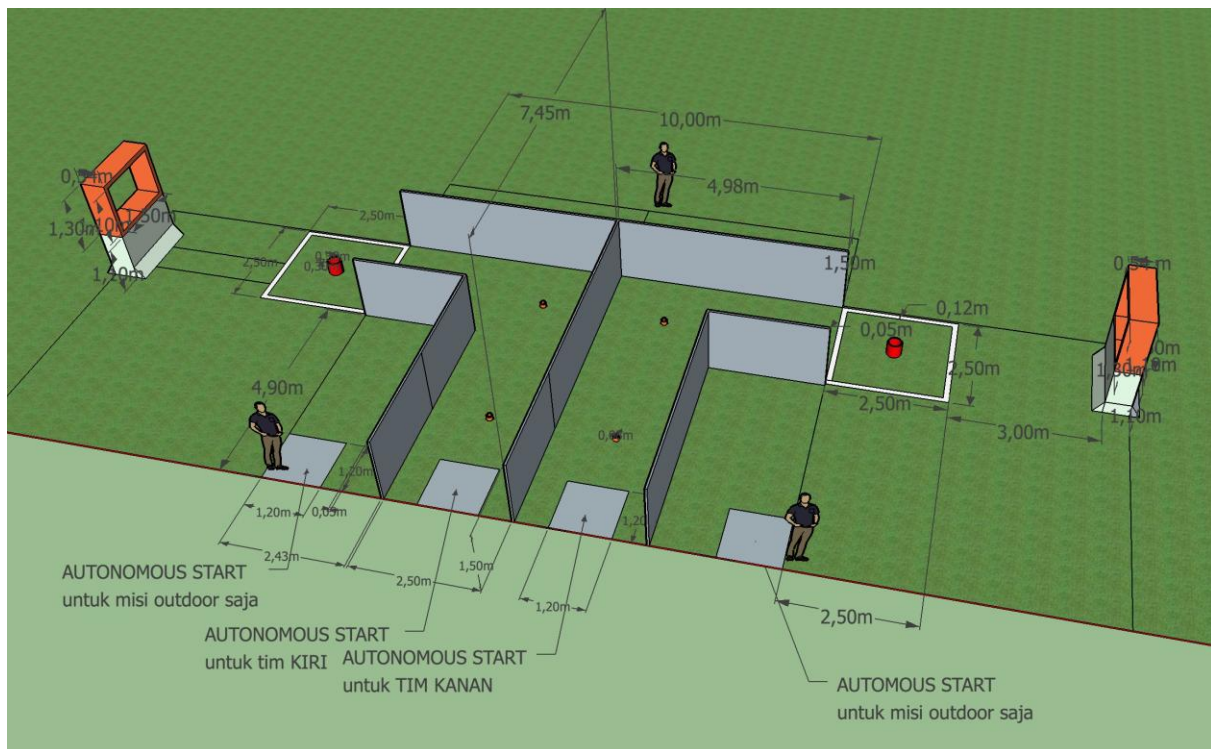 7,45m
10,00m
4,98m
2,50m
1,50m
1,30m
1,50m
1,10m
2,50m
0,12m
0,05m
2,50m
2,50m
3,00m
1,10m
4,90m
1,20m
1,20m
0,05m
2,43m
2,50m
1,50m
1,20m
1,20
2,50m
AUTONOMOUS START
untuk misi outdoor saja
AUTONOMOUS START
untuk tim KIRI
AUTONOMOUS START
untuk TIM KANAN
AUTOMOUS START
untuk misi outdoor saja